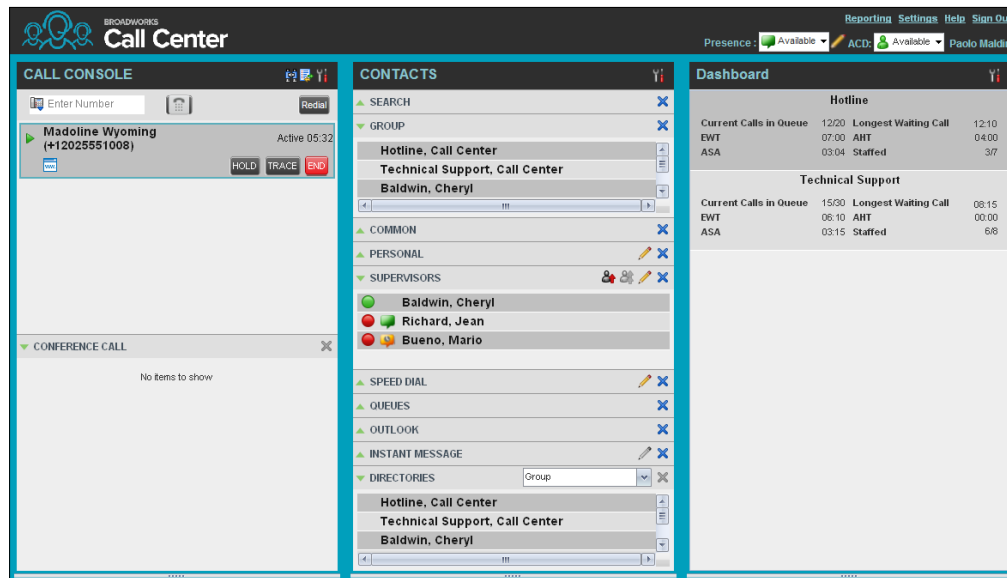 BROADWORKS
Call Center
Reporting Settings Help Sign Ou
Presence: Available ACD: Available Paolo Maldin
CALL CONSOLE
Enter Number Redial
Madoline Wyoming
(+12025551008)
Active 05:32
HOLD TRACE END
CONFERENCE CALL
No items to show
CONTACTS
SEARCH
GROUP
Hotline, Call Center
Technical Support, Call Center
Baldwin, Cheryl
COMMON
PERSONAL
SUPERVISORS
Baldwin, Cheryl
Richard, Jean
Bueno, Mario
SPEED DIAL
QUEUES
OUTLOOK
INSTANT MESSAGE
DIRECTORIES Group
Hotline, Call Center
Technical Support, Call Center
Baldwin, Cheryl
Dashboard
Hotline
Current Calls in Queue 12/20 Longest Waiting Call 12:10
EWT 07:00 AHT 04:00
ASA 03:04 Staffed 3/7
Technical Support
Current Calls in Queue 15/30 Longest Waiting Call 08:15
EWT 06:10 AHT 00:00
ASA 03:15 Staffed 6/8